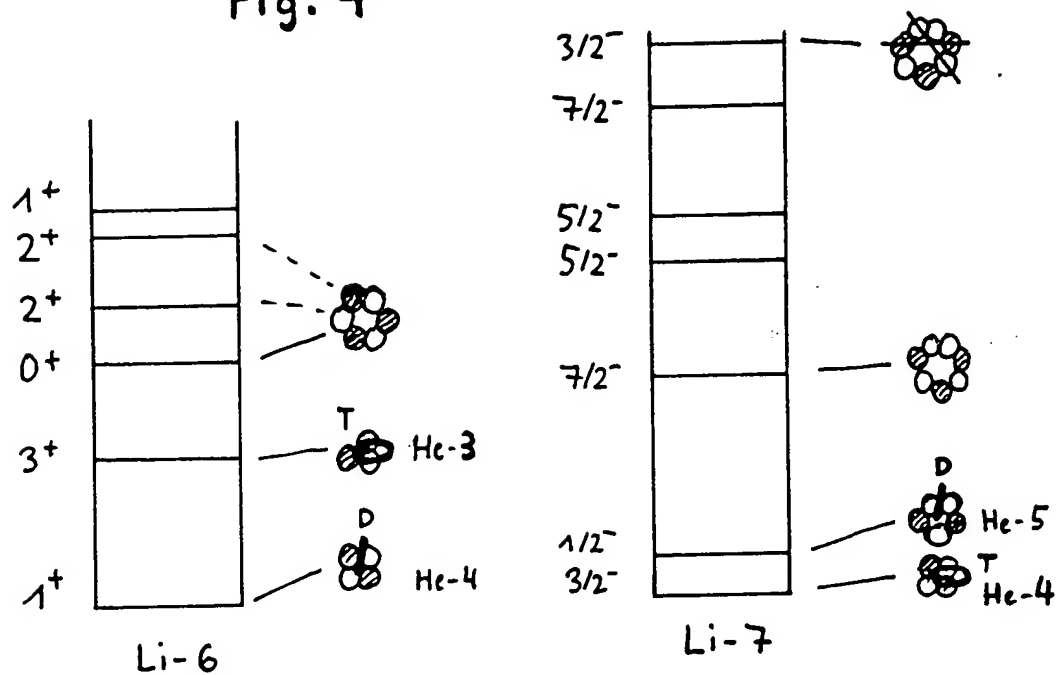 Fig. 4
1+
2+
2+
0+
T
3+ He-3
D
He-4
1+
Li-6
3/2-
7/2-
5/2-
5/2-
7/2-
D
He-5
1/2-
T
3/2- He-4
Li-7